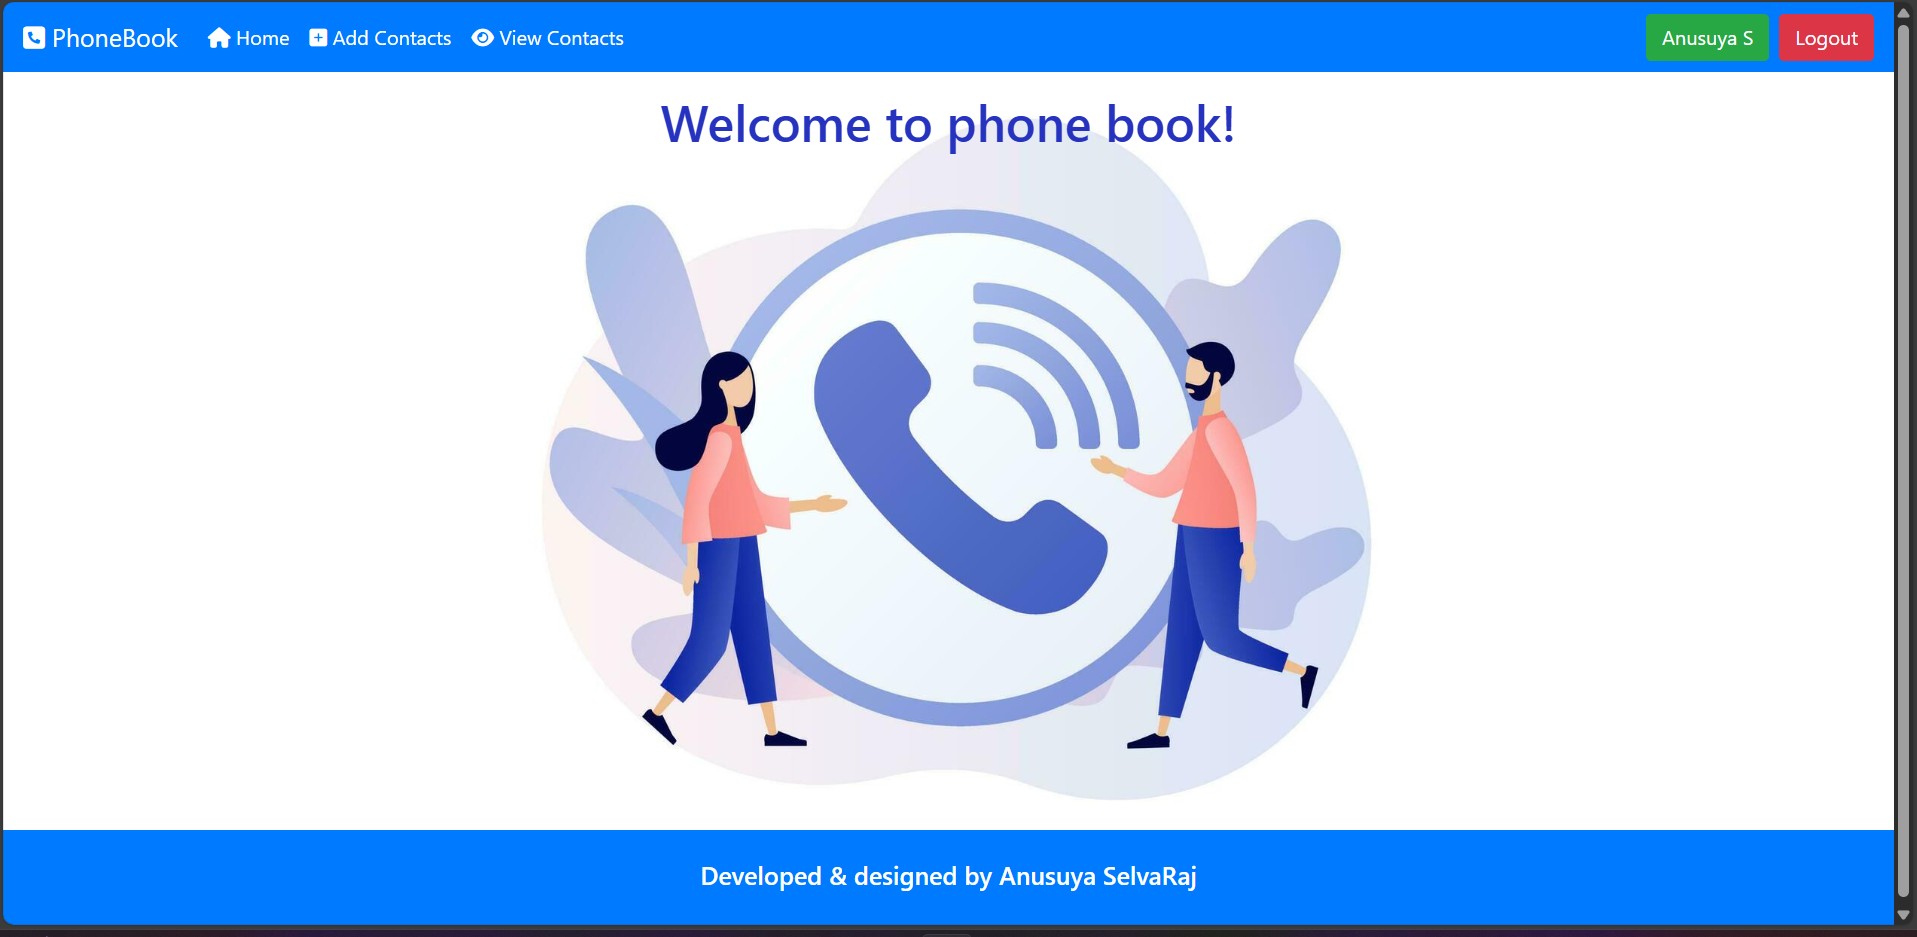 PhoneBook Home Add Contacts View Contacts Anusuya S Logout
Welcome to phone book!
Developed & designed by Anusuya SelvaRaj